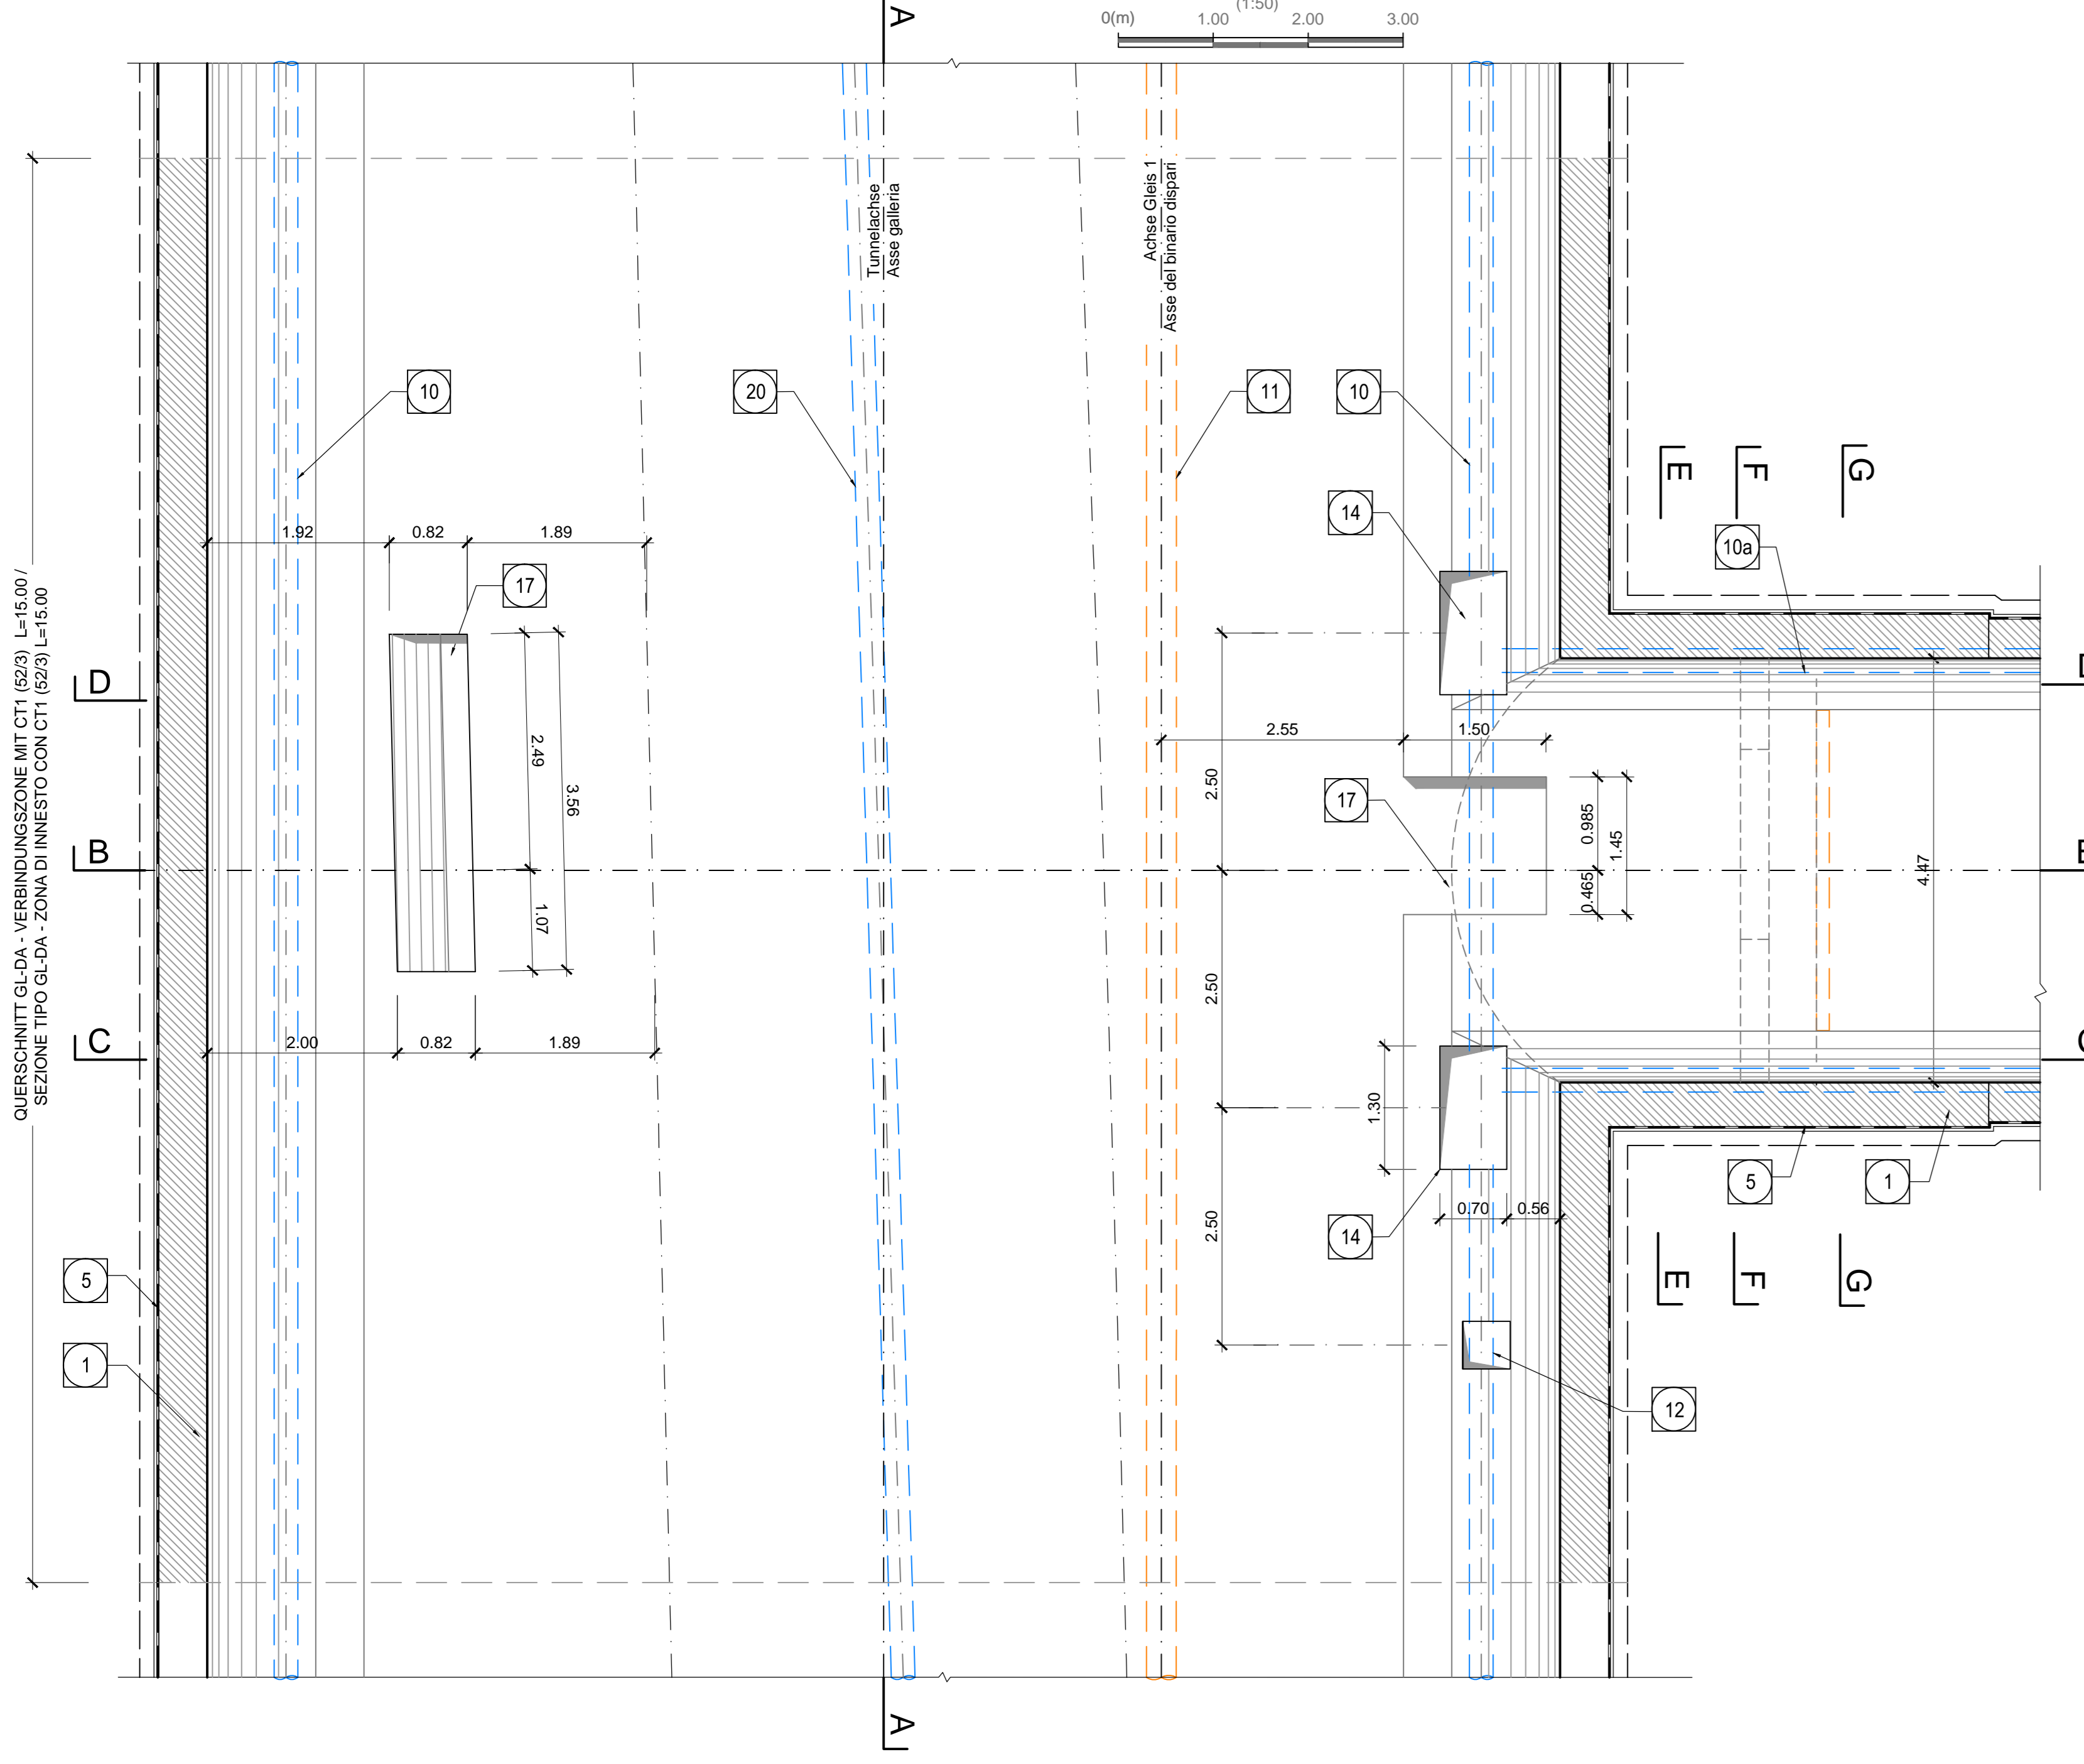 A
(1:50)
0(m) 1.00 2.00 3.00
Tunnelachse
Asse galleria
Achse Gleis 1
Asse del binario dispari
10
20
11
10
E
F
G
14
10a
1.92
0.82
1.89
17
QUERSCHNITT GL-DA - VERBINDUNGSZONE MIT CT1 (52/3) L=15.00 /
SEZIONE TIPO GL-DA - ZONA DI INNESTO CON CT1 (52/3) L=15.00
D
2.49
3.56
2.55
1.50
2.50
17
0.985
1.45
B
4.47
0.465
1.07
2.50
C
2.00
0.82
1.89
1.30
5
1
0.70
0.56
2.50
14
5
E
F
G
1
12
A